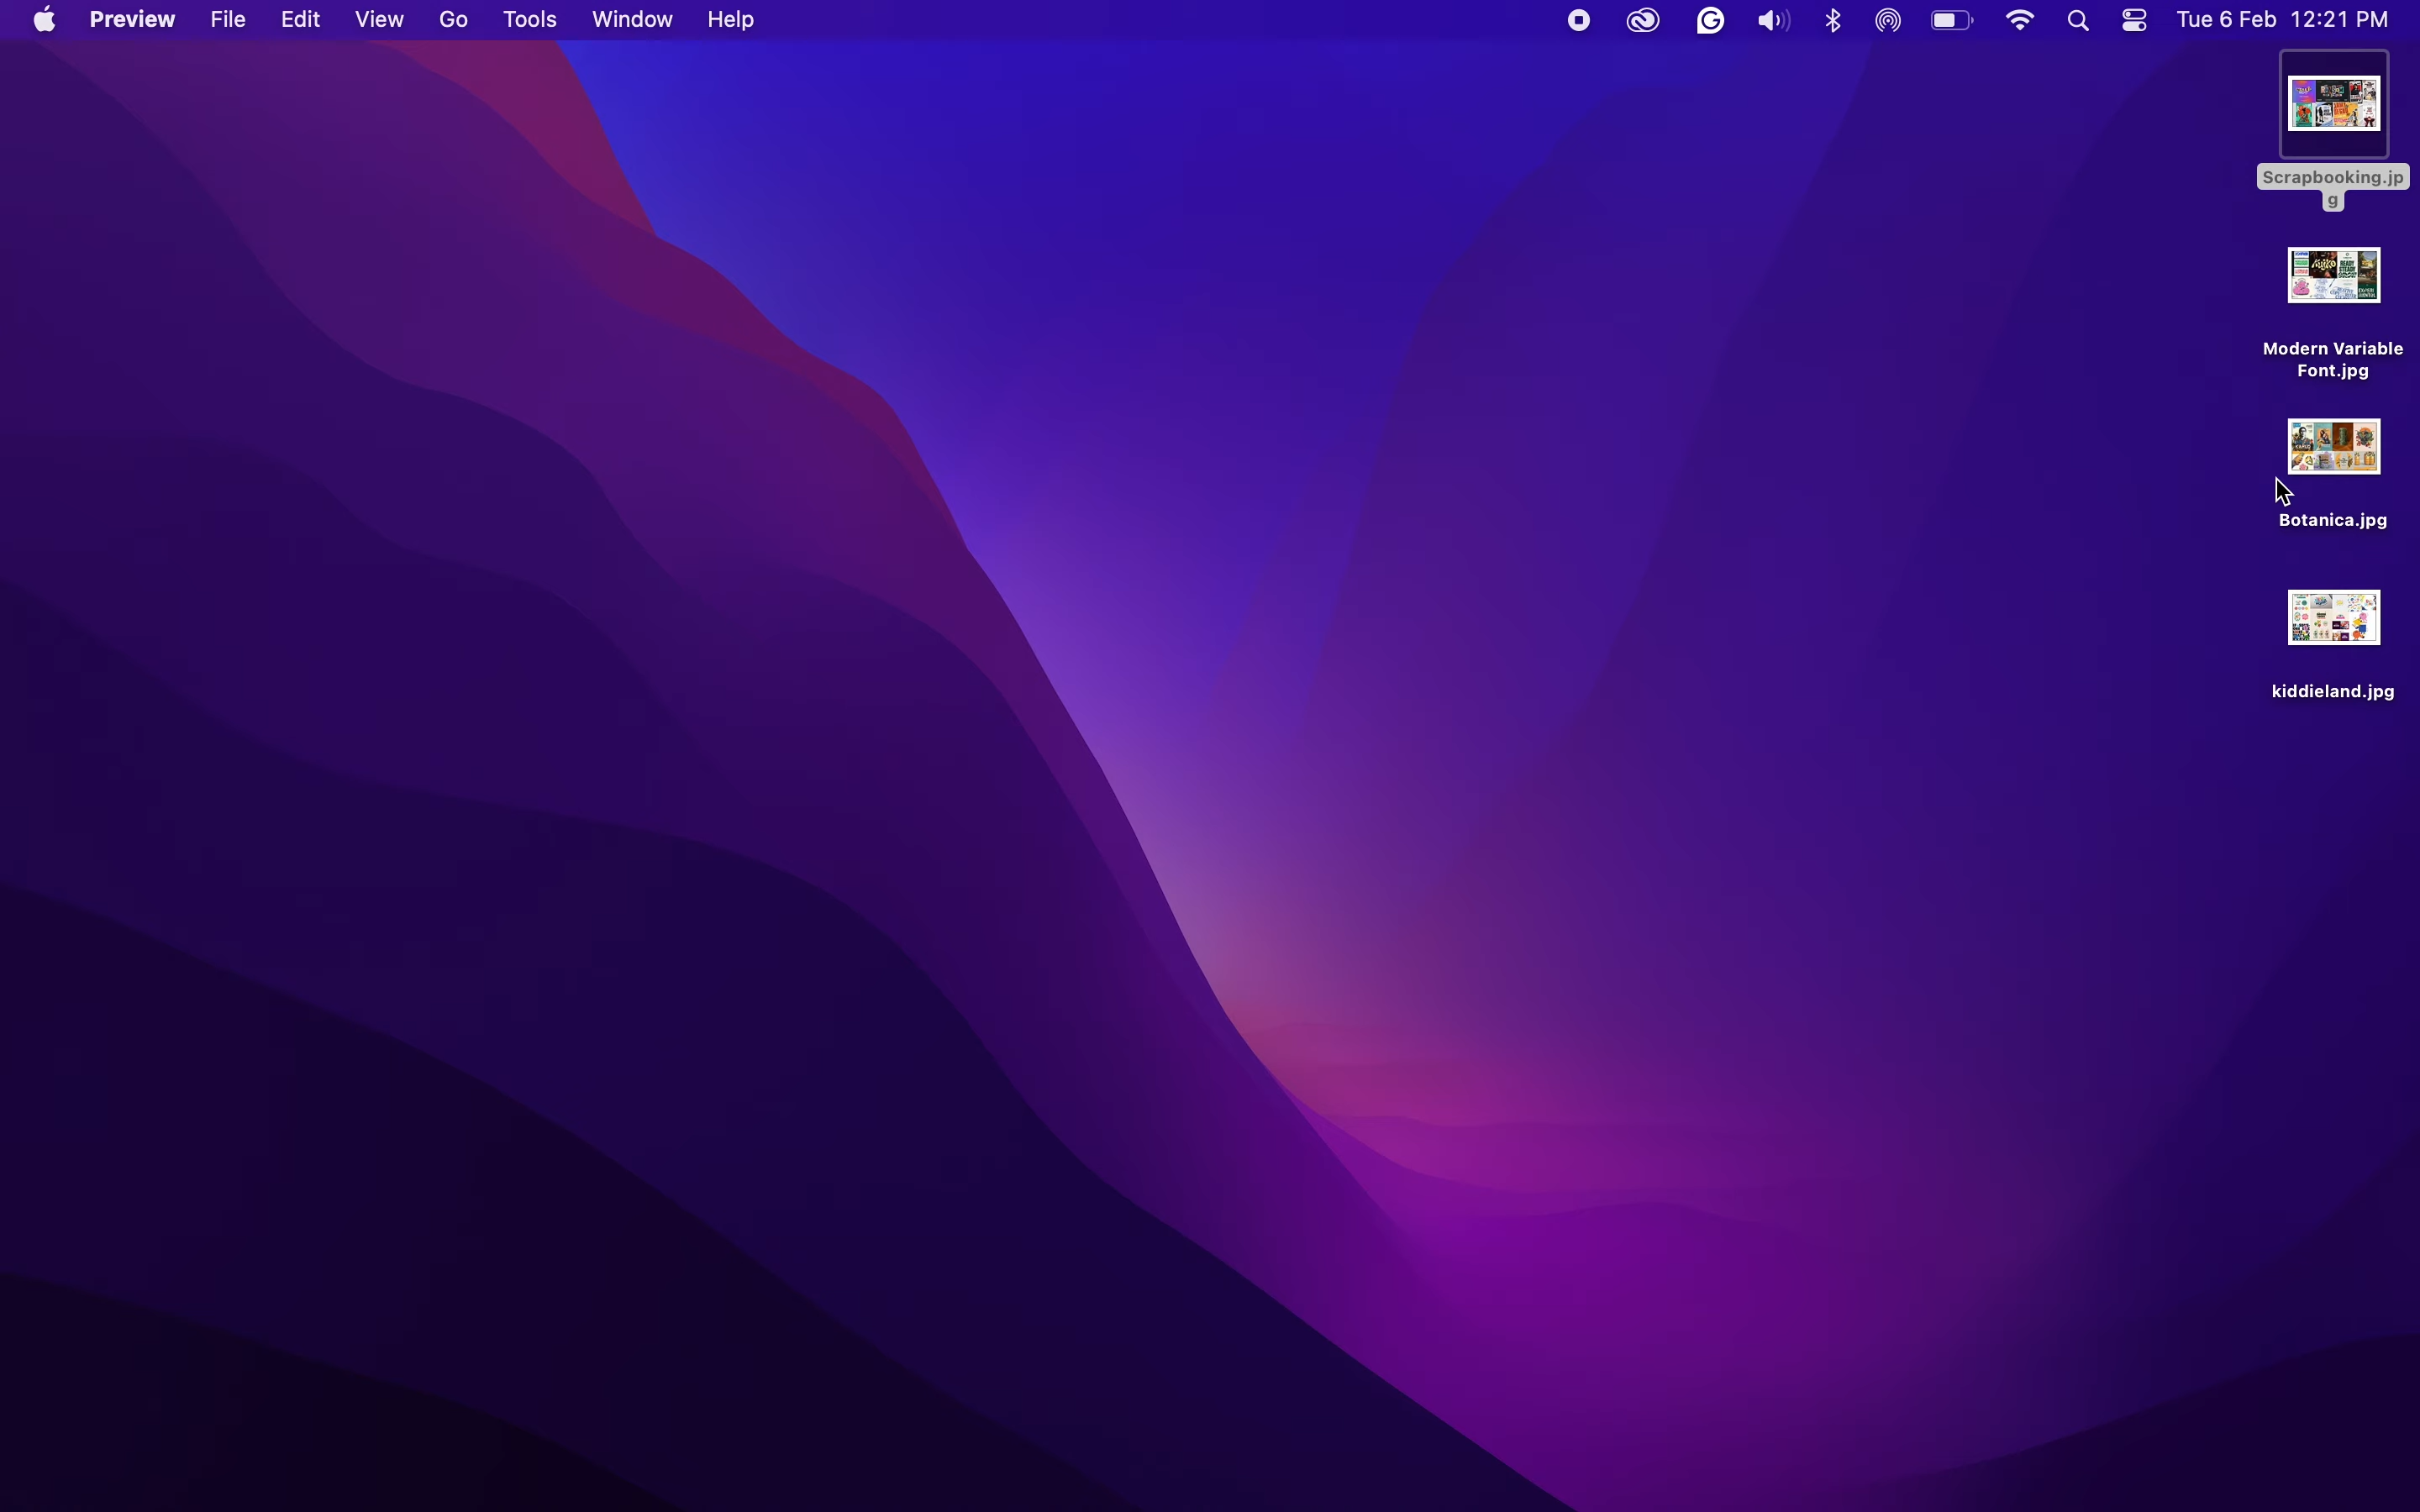 Preview File Edit View Go Tools Window Help
Tue 6 Feb 12:21 PM
Scrapbooking.jp
g
Modern Variable
Font.jpg
Botanica.jpg
kiddieland.jpg